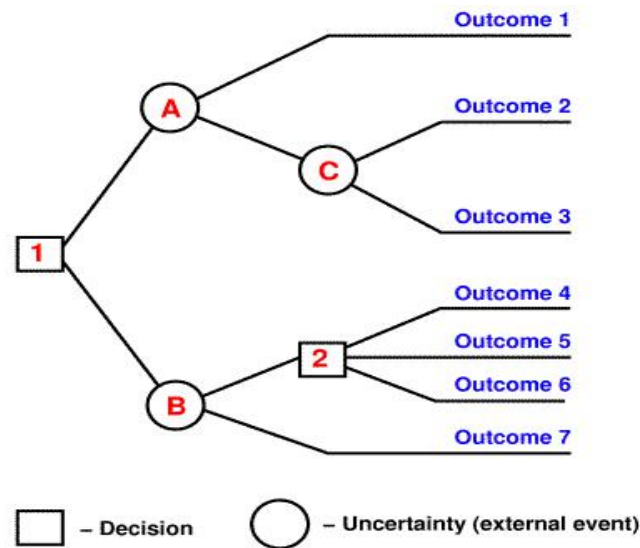 Outcome 1
A
Outcome 2
C
Outcome 3
1
Outcome 4
2
Outcome 5
Outcome 6
B
Outcome 7
– Decision
– Uncertainty (external event)